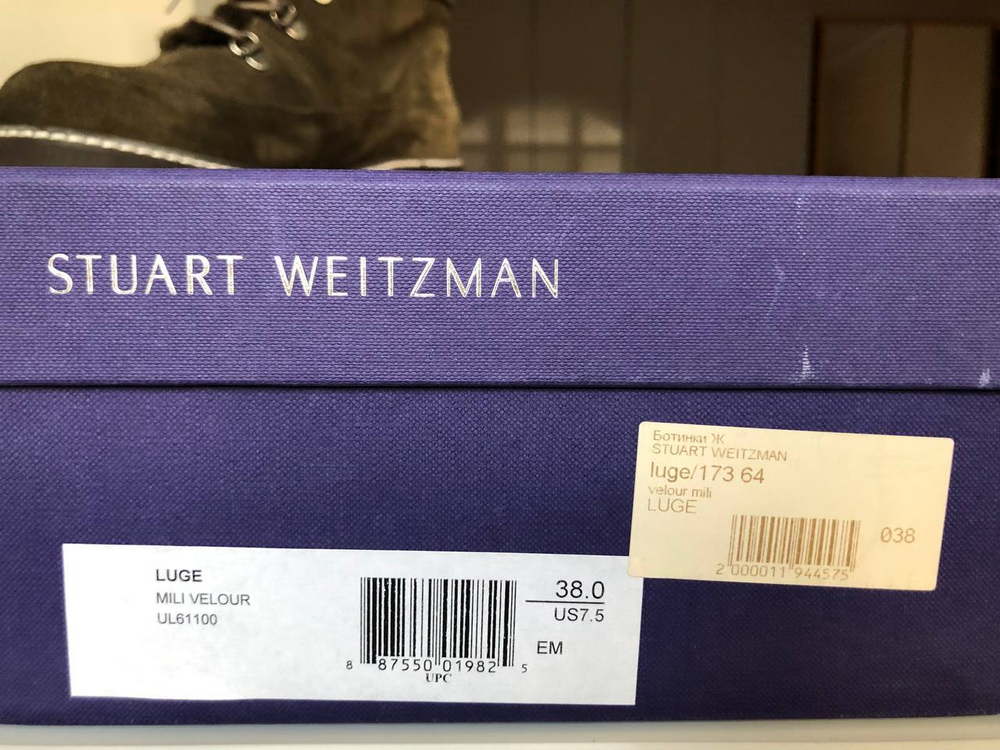 STUART WEITZMAN
Ботинки Ж
STUART WEITZMAN
luge/173 64
velour mili
LUGE
038
2 000011 944575
LUGE
MILI VELOUR
UL61100
38.0
US7.5
EM
8 87550 01982 5
UPC